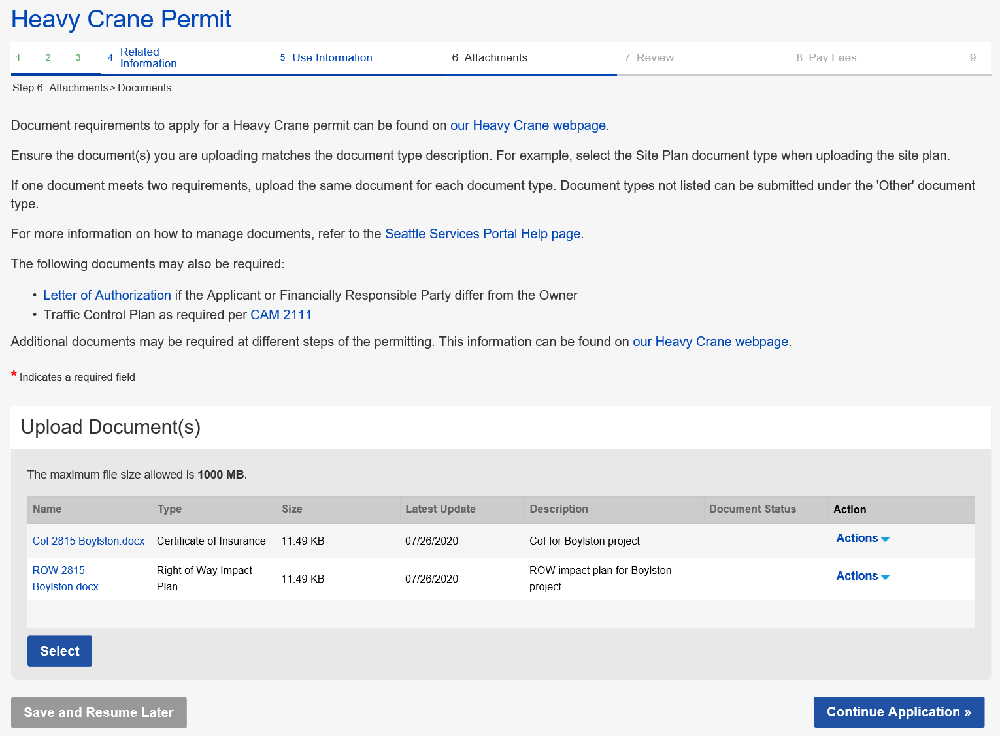 Heavy Crane Permit
1 2 3 4 Related Information 5 Use Information 6 Attachments 7 Review 8 Pay Fees 9
Step 6 : Attachments > Documents
Document requirements to apply for a Heavy Crane permit can be found on our Heavy Crane webpage.
Ensure the document(s) you are uploading matches the document type description. For example, select the Site Plan document type when uploading the site plan.
If one document meets two requirements, upload the same document for each document type. Document types not listed can be submitted under the 'Other' document
type.
For more information on how to manage documents, refer to the Seattle Services Portal Help page.
The following documents may also be required:
• Letter of Authorization if the Applicant or Financially Responsible Party differ from the Owner
• Traffic Control Plan as required per CAM 2111
Additional documents may be required at different steps of the permitting. This information can be found on our Heavy Crane webpage.
* Indicates a required field
Upload Document(s)
The maximum file size allowed is 1000 MB.
Name Type Size Latest Update Description Document Status Action
CoI 2815 Boylston.docx Certificate of Insurance 11.49 KB 07/26/2020 CoI for Boylston project Actions
ROW 2815 Boylston.docx Right of Way Impact Plan 11.49 KB 07/26/2020 ROW impact plan for Boylston project Actions
Select
Save and Resume Later
Continue Application »